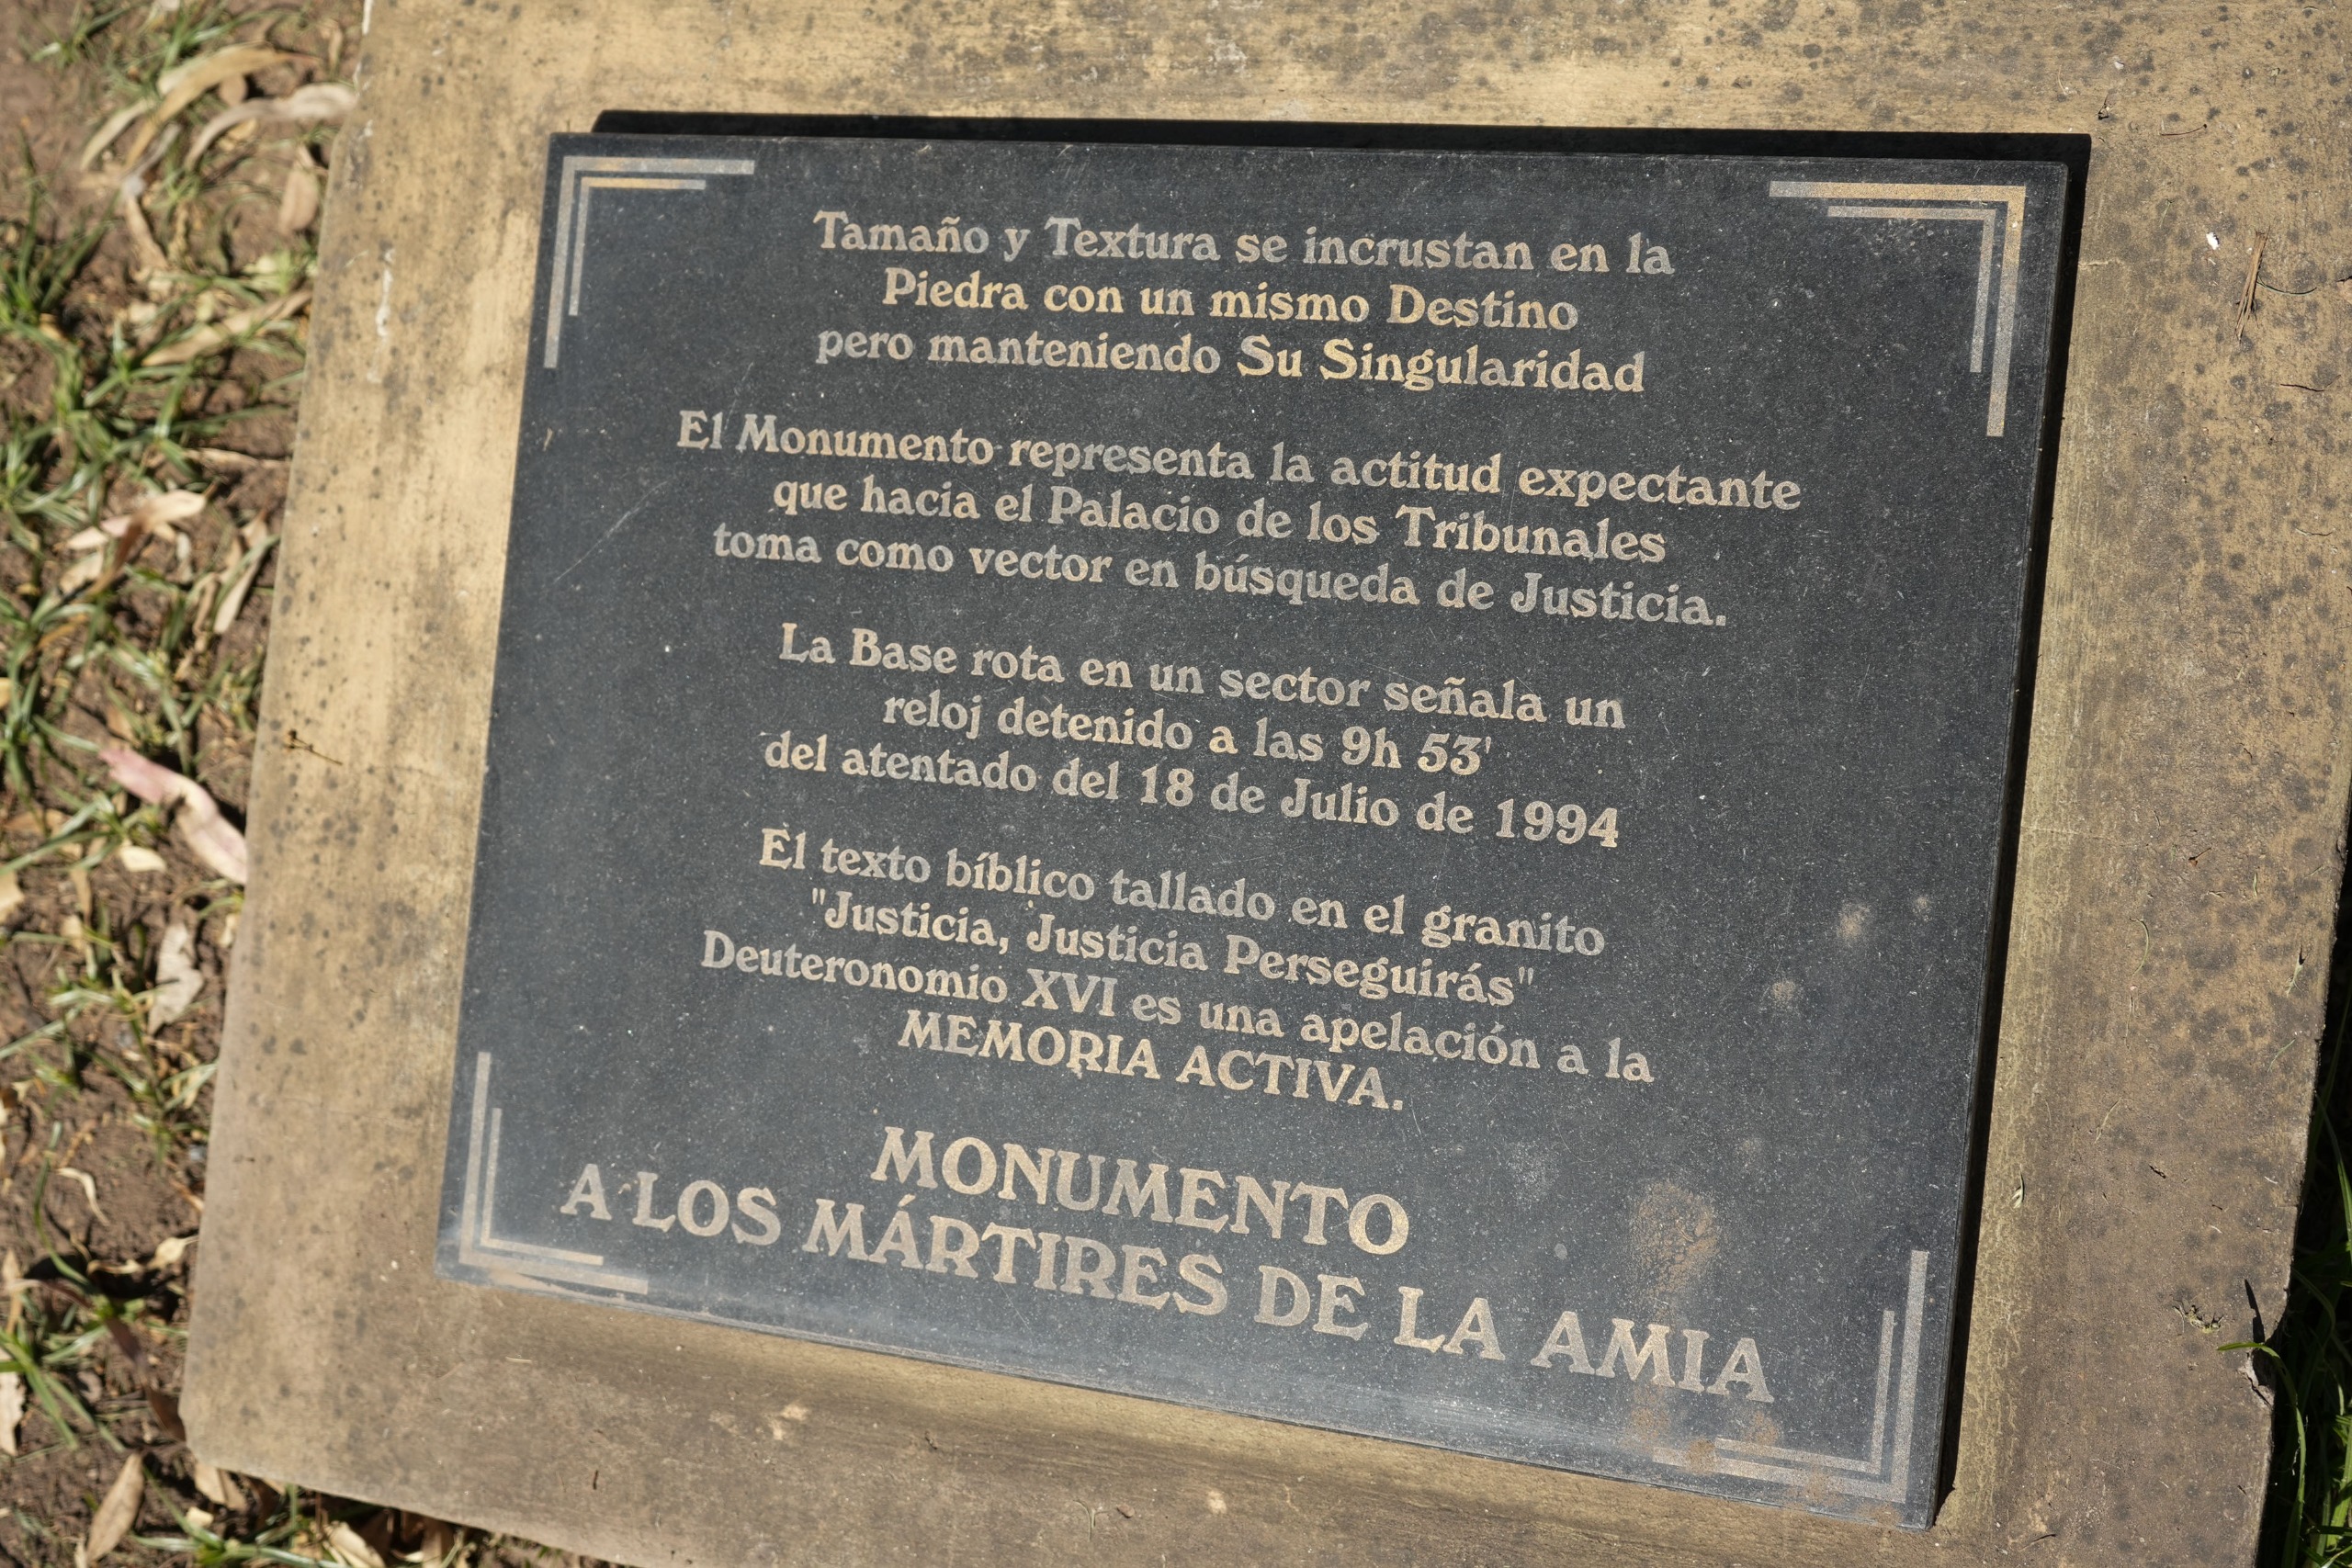 Tamaño y Textura se incrustan en la
Piedra con un mismo Destino
pero manteniendo Su Singularidad
El Monumento representa la actitud expectante
que hacia el Palacio de los Tribunales
toma como vector en búsqueda de Justicia.
La Base rota en un sector señala un
reloj detenido a las 9h 53'
del atentado del 18 de Julio de 1994
El texto bíblico tallado en el granito
"Justicia, Justicia Perseguirás"
Deuteronomio XVI es una apelación a la
MEMORIA ACTIVA.
MONUMENTO
A LOS MÁRTIRES DE LA AMIA